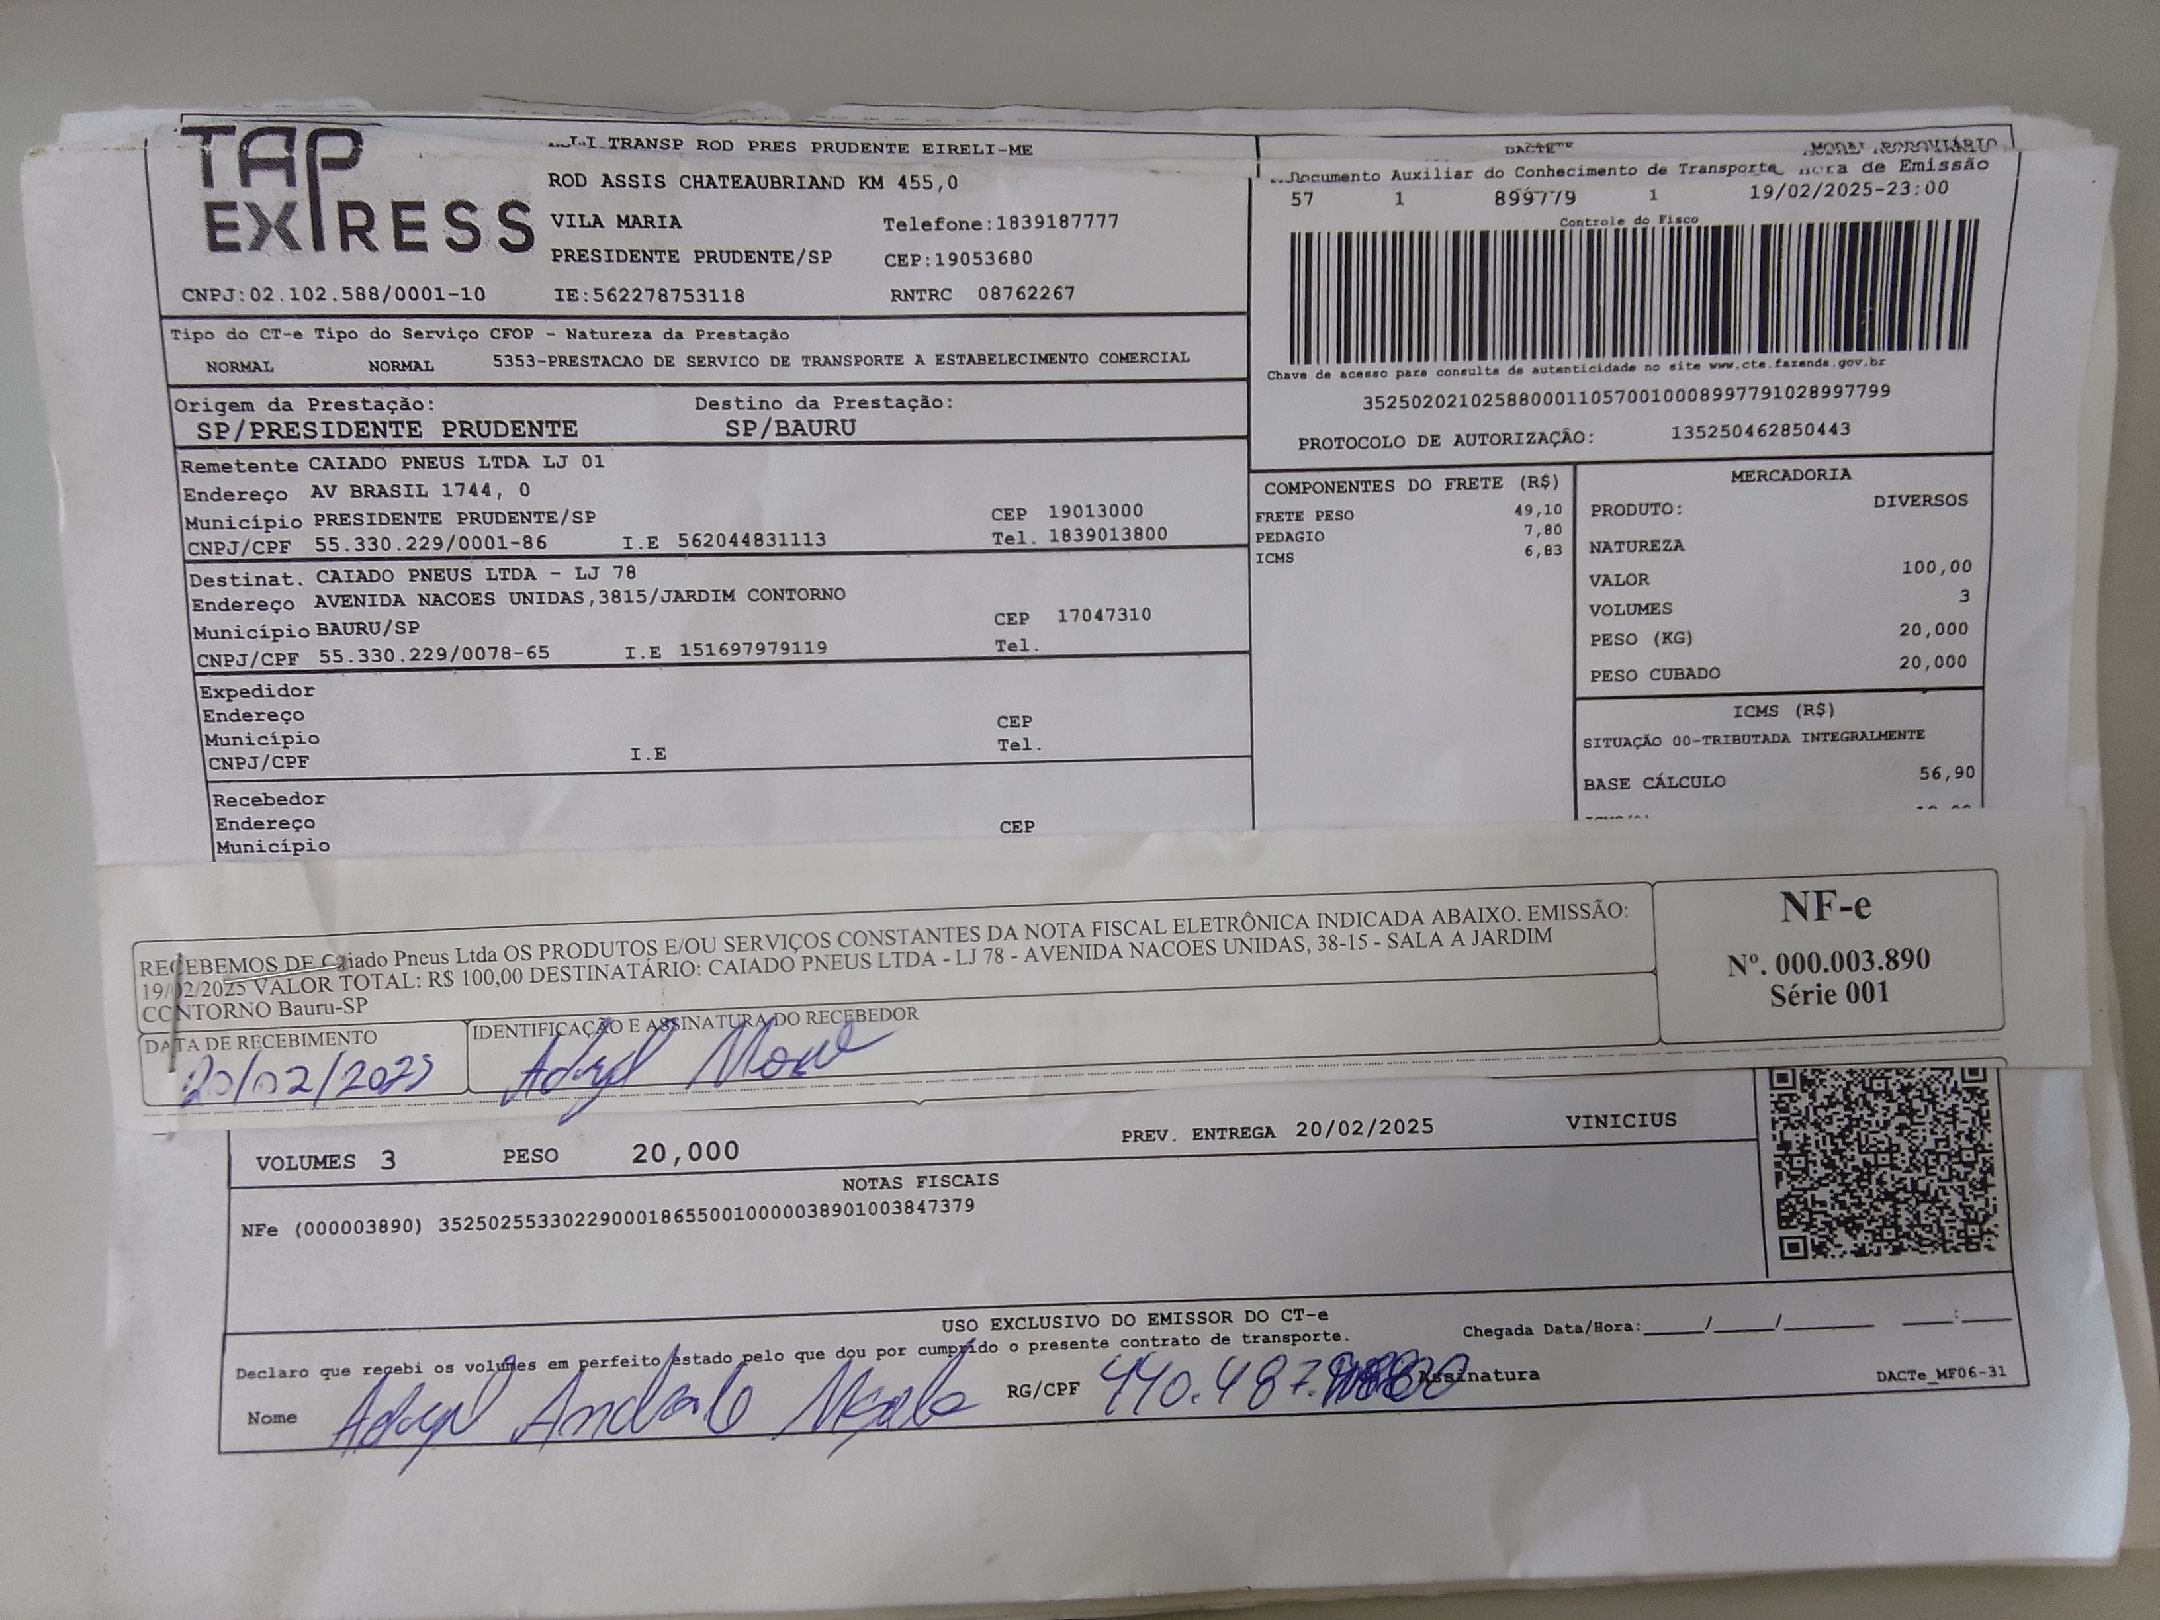 TAP EXPRESS
TRANSP ROD PRES PRUDENTE EIRELI-ME
ROD ASSIS CHATEAUBRIAND KM 455,0
VILA MARIA Telefone:1839187777
PRESIDENTE PRUDENTE/SP CEP:19053680
CNPJ:02.102.588/0001-10 IE:562278753118 RNTRC 08762267
DACTE MODAL RODOVIÁRIO
Documento Auxiliar do Conhecimento de Transporte hora de Emissão
57 1 899779 1 19/02/2025-23:00
Controle do Fisco
Chave de acesso para consulta de autenticidade no site www.cte.fazenda.gov.br
35250202102588000110570010008997791028997799
PROTOCOLO DE AUTORIZAÇÃO: 135250462850443
Tipo do CT-e Tipo do Serviço CFOP - Natureza da Prestação
NORMAL NORMAL 5353-PRESTACAO DE SERVICO DE TRANSPORTE A ESTABELECIMENTO COMERCIAL
Origem da Prestação: Destino da Prestação:
SP/PRESIDENTE PRUDENTE SP/BAURU
Remetente CAIADO PNEUS LTDA LJ 01
Endereço AV BRASIL 1744, 0
Município PRESIDENTE PRUDENTE/SP CEP 19013000
CNPJ/CPF 55.330.229/0001-86 I.E 562044831113 Tel. 1839013800
Destinat. CAIADO PNEUS LTDA - LJ 78
Endereço AVENIDA NACOES UNIDAS,3815/JARDIM CONTORNO
Município BAURU/SP CEP 17047310
CNPJ/CPF 55.330.229/0078-65 I.E 151697979119 Tel.
Expedidor
Endereço CEP
Município Tel.
CNPJ/CPF I.E
Recebedor
Endereço CEP
Município
COMPONENTES DO FRETE (R$)
FRETE PESO 49,10
PEDAGIO 7,80
ICMS 6,83
MERCADORIA
PRODUTO: DIVERSOS
NATUREZA
VALOR 100,00
VOLUMES 3
PESO (KG) 20,000
PESO CUBADO 20,000
ICMS (R$)
SITUAÇÃO 00-TRIBUTADA INTEGRALMENTE
BASE CÁLCULO 56,90
RECEBEMOS DE Caiado Pneus Ltda OS PRODUTOS E/OU SERVIÇOS CONSTANTES DA NOTA FISCAL ELETRÔNICA INDICADA ABAIXO. EMISSÃO:
19/02/2025 VALOR TOTAL: R$ 100,00 DESTINATÁRIO: CAIADO PNEUS LTDA - LJ 78 - AVENIDA NACOES UNIDAS, 38-15 - SALA A JARDIM
CONTORNO Bauru-SP
DATA DE RECEBIMENTO IDENTIFICAÇÃO E ASSINATURA DO RECEBEDOR
20/02/2025
NF-e
Nº. 000.003.890
Série 001
VOLUMES 3 PESO 20,000 PREV. ENTREGA 20/02/2025 VINICIUS
NOTAS FISCAIS
NFe (000003890) 35250255330229000186550010000038901003847379
USO EXCLUSIVO DO EMISSOR DO CT-e
Declaro que recebi os volumes em perfeito estado pelo que dou por cumprido o presente contrato de transporte. Chegada Data/Hora:____/____/______ ___:___
Nome RG/CPF 440.487. Assinatura DACTe_MF06-31